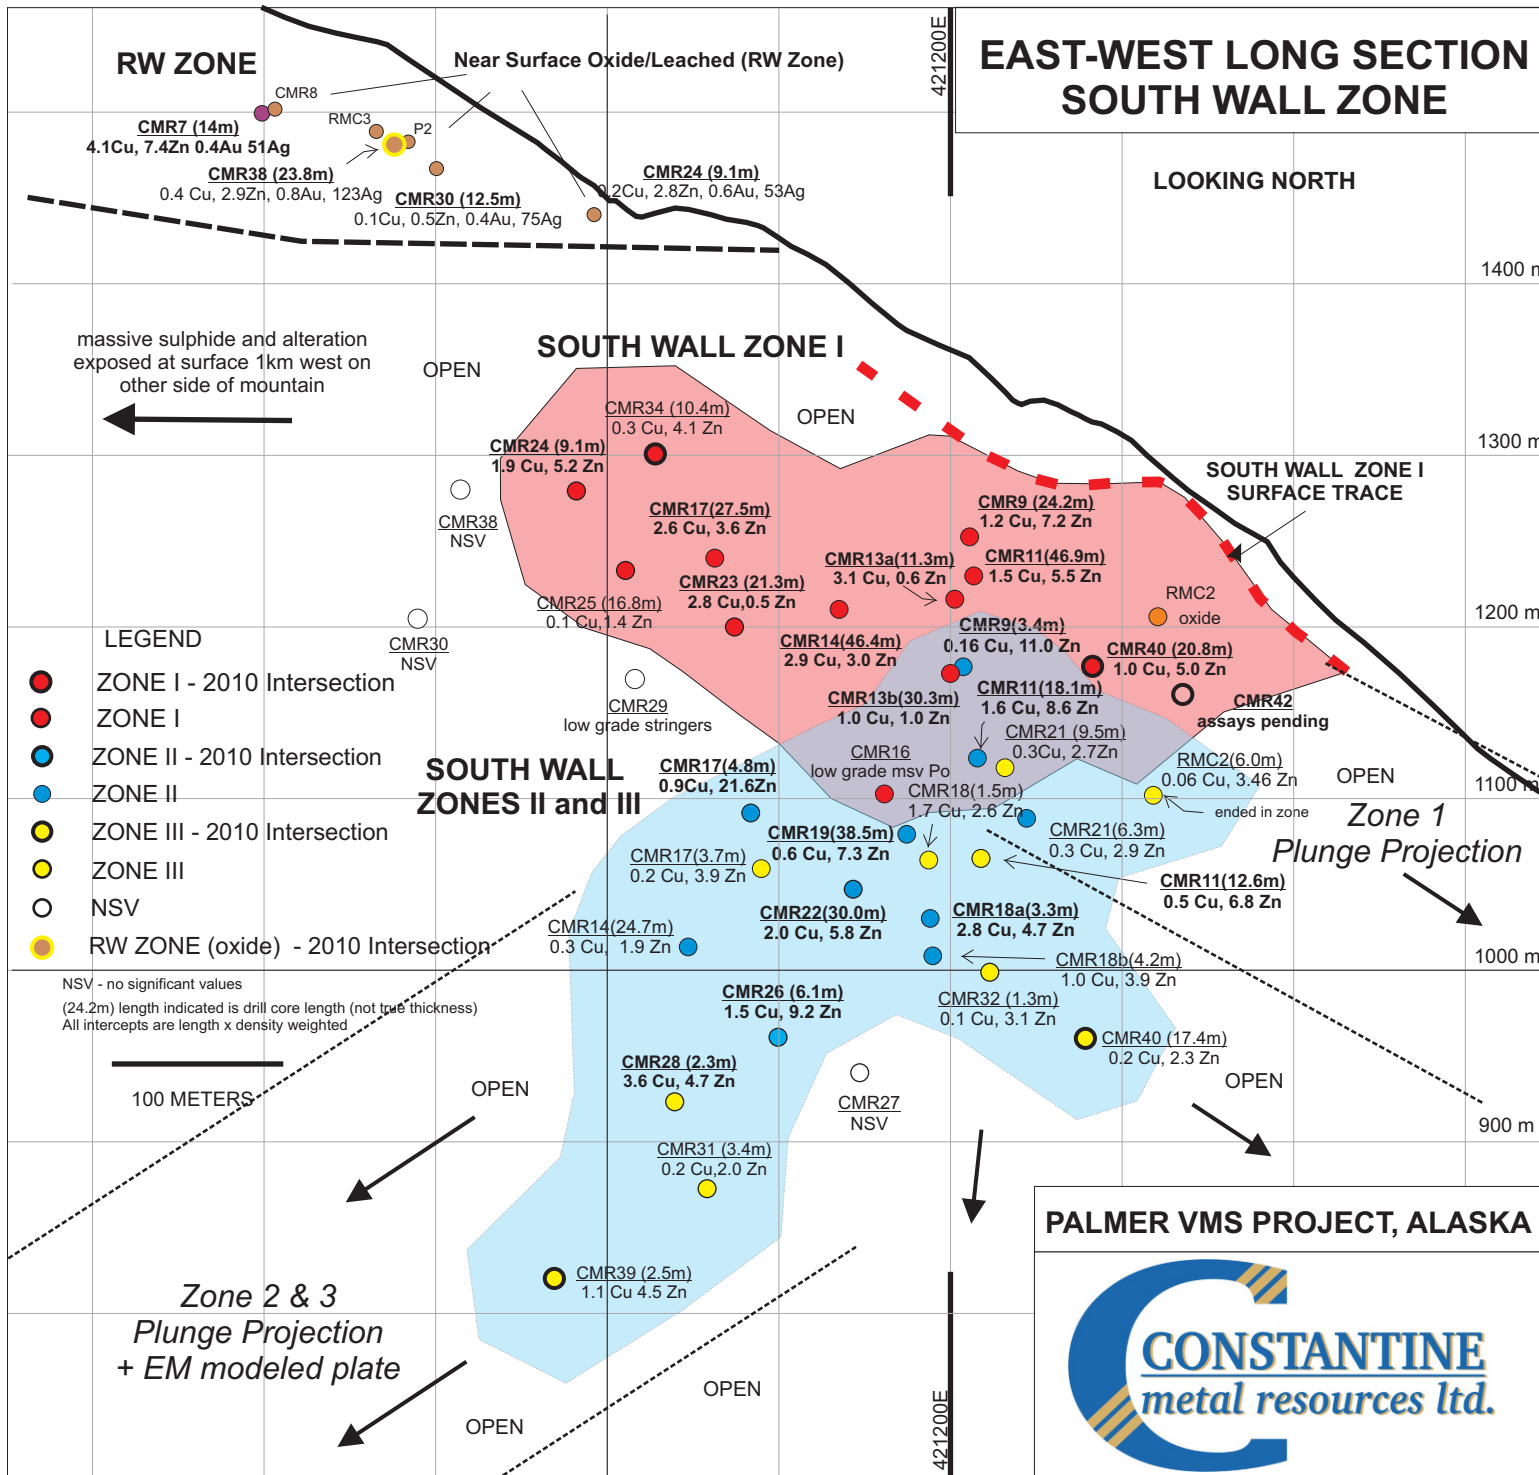 EAST-WEST LONG SECTION
SOUTH WALL ZONE
421200E
LOOKING NORTH
RW ZONE
Near Surface Oxide/Leached (RW Zone)
CMR8
CMR7 (14m)
4.1Cu, 7.4Zn 0.4Au 51Ag
RMC3
P2
CMR38 (23.8m)
0.4 Cu, 2.9Zn, 0.8Au, 123Ag
CMR30 (12.5m)
0.1Cu, 0.5Zn, 0.4Au, 75Ag
CMR24 (9.1m)
0.2Cu, 2.8Zn, 0.6Au, 53Ag
1400 m
massive sulphide and alteration
exposed at surface 1km west on
other side of mountain
OPEN
SOUTH WALL ZONE I
OPEN
CMR34 (10.4m)
0.3 Cu, 4.1 Zn
CMR24 (9.1m)
1.9 Cu, 5.2 Zn
1300 m
SOUTH WALL ZONE I
SURFACE TRACE
CMR38
NSV
CMR17(27.5m)
2.6 Cu, 3.6 Zn
CMR9 (24.2m)
1.2 Cu, 7.2 Zn
CMR13a(11.3m)
3.1 Cu, 0.6 Zn
CMR11(46.9m)
1.5 Cu, 5.5 Zn
CMR23 (21.3m)
2.8 Cu,0.5 Zn
CMR25 (16.8m)
0.1 Cu,1.4 Zn
RMC2
oxide
1200 m
CMR30
NSV
CMR14(46.4m)
2.9 Cu, 3.0 Zn
CMR9(3.4m)
0.16 Cu, 11.0 Zn
CMR40 (20.8m)
1.0 Cu, 5.0 Zn
CMR42
assays pending
CMR29
low grade stringers
CMR13b(30.3m)
1.0 Cu, 1.0 Zn
CMR11(18.1m)
1.6 Cu, 8.6 Zn
CMR21 (9.5m)
0.3Cu, 2.7Zn
CMR16
low grade msv Po
RMC2(6.0m)
0.06 Cu, 3.46 Zn
ended in zone
OPEN
1100 m
LEGEND
ZONE I - 2010 Intersection
ZONE I
ZONE II - 2010 Intersection
ZONE II
ZONE III - 2010 Intersection
ZONE III
NSV
RW ZONE (oxide) - 2010 Intersection
NSV - no significant values
(24.2m) length indicated is drill core length (not true thickness)
All intercepts are length x density weighted
100 METERS
SOUTH WALL
ZONES II and III
CMR17(4.8m)
0.9Cu, 21.6Zn
CMR18(1.5m)
1.7 Cu, 2.6 Zn
CMR19(38.5m)
0.6 Cu, 7.3 Zn
CMR21(6.3m)
0.3 Cu, 2.9 Zn
Zone 1
Plunge Projection
CMR17(3.7m)
0.2 Cu, 3.9 Zn
CMR11(12.6m)
0.5 Cu, 6.8 Zn
CMR22(30.0m)
2.0 Cu, 5.8 Zn
CMR18a(3.3m)
2.8 Cu, 4.7 Zn
CMR14(24.7m)
0.3 Cu, 1.9 Zn
CMR18b(4.2m)
1.0 Cu, 3.9 Zn
1000 m
CMR26 (6.1m)
1.5 Cu, 9.2 Zn
CMR32 (1.3m)
0.1 Cu, 3.1 Zn
CMR40 (17.4m)
0.2 Cu, 2.3 Zn
OPEN
CMR28 (2.3m)
3.6 Cu, 4.7 Zn
OPEN
CMR27
NSV
900 m
CMR31 (3.4m)
0.2 Cu,2.0 Zn
CMR39 (2.5m)
1.1 Cu 4.5 Zn
Zone 2 & 3
Plunge Projection
+ EM modeled plate
OPEN
OPEN
421200E
PALMER VMS PROJECT, ALASKA
CONSTANTINE
metal resources ltd.